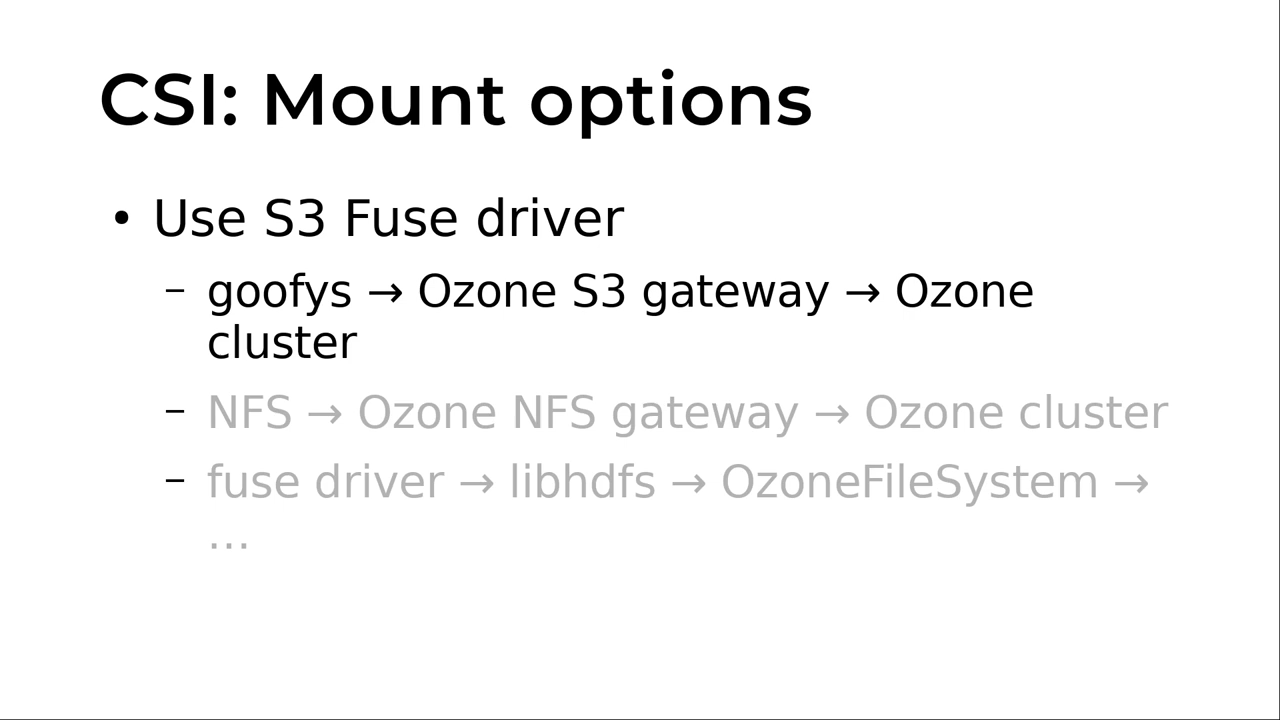 CSI: Mount options
• Use S3 Fuse driver
– goofys → Ozone S3 gateway → Ozone
cluster
– NFS → Ozone NFS gateway → Ozone cluster
– fuse driver → libhdfs → OzoneFileSystem →
…